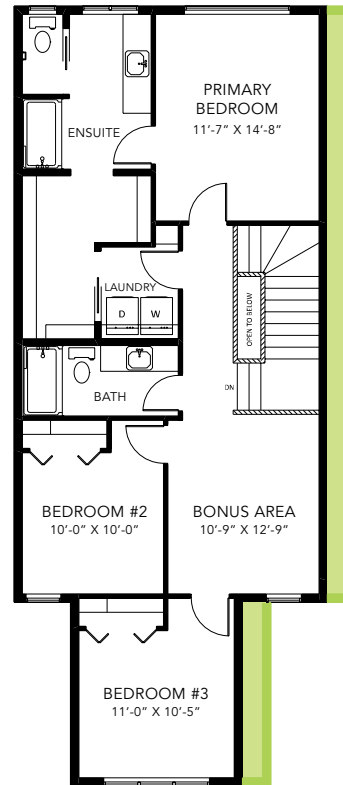 PRIMARY
BEDROOM
11'-7" X 14'-8"
ENSUITE
LAUNDRY
D
W
OPEN TO BELOW
DN
BATH
BEDROOM #2
10'-0" X 10'-0"
BONUS AREA
10'-9" X 12'-9"
BEDROOM #3
11'-0" X 10'-5"